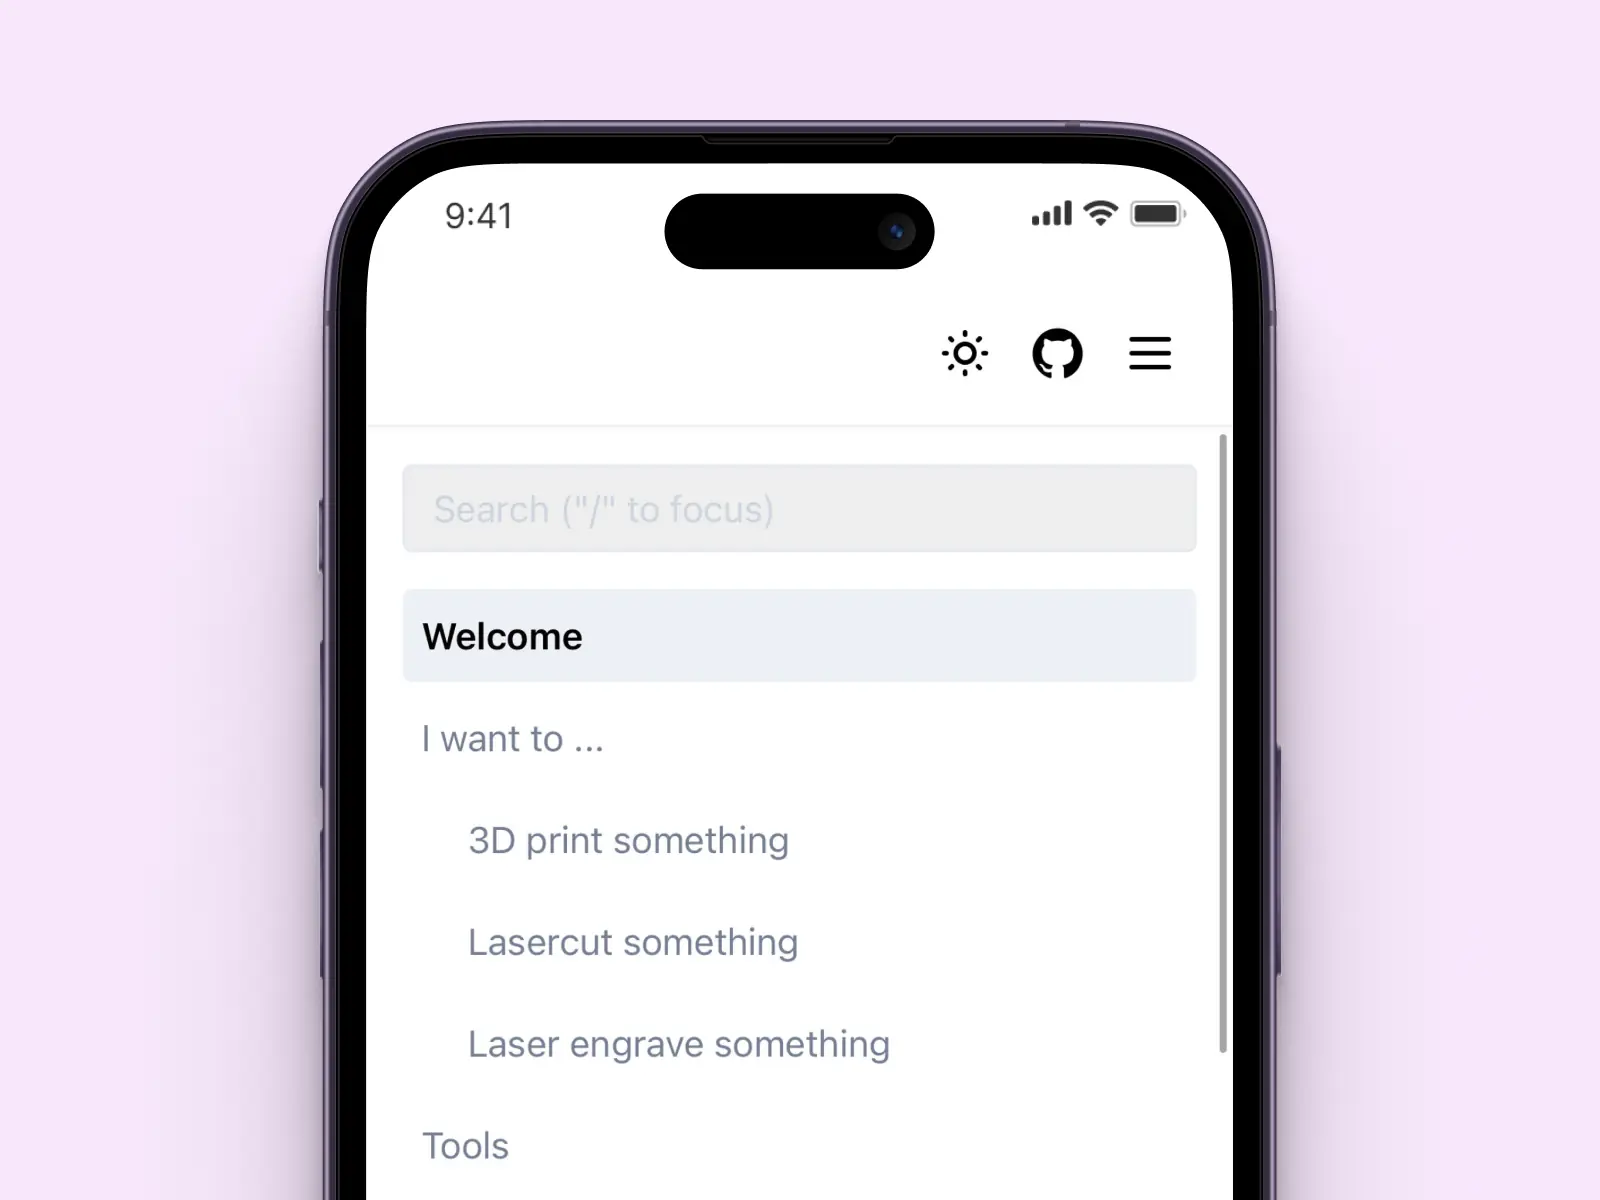 9:41
Search ("/" to focus)
Welcome
I want to ...
3D print something
Lasercut something
Laser engrave something
Tools